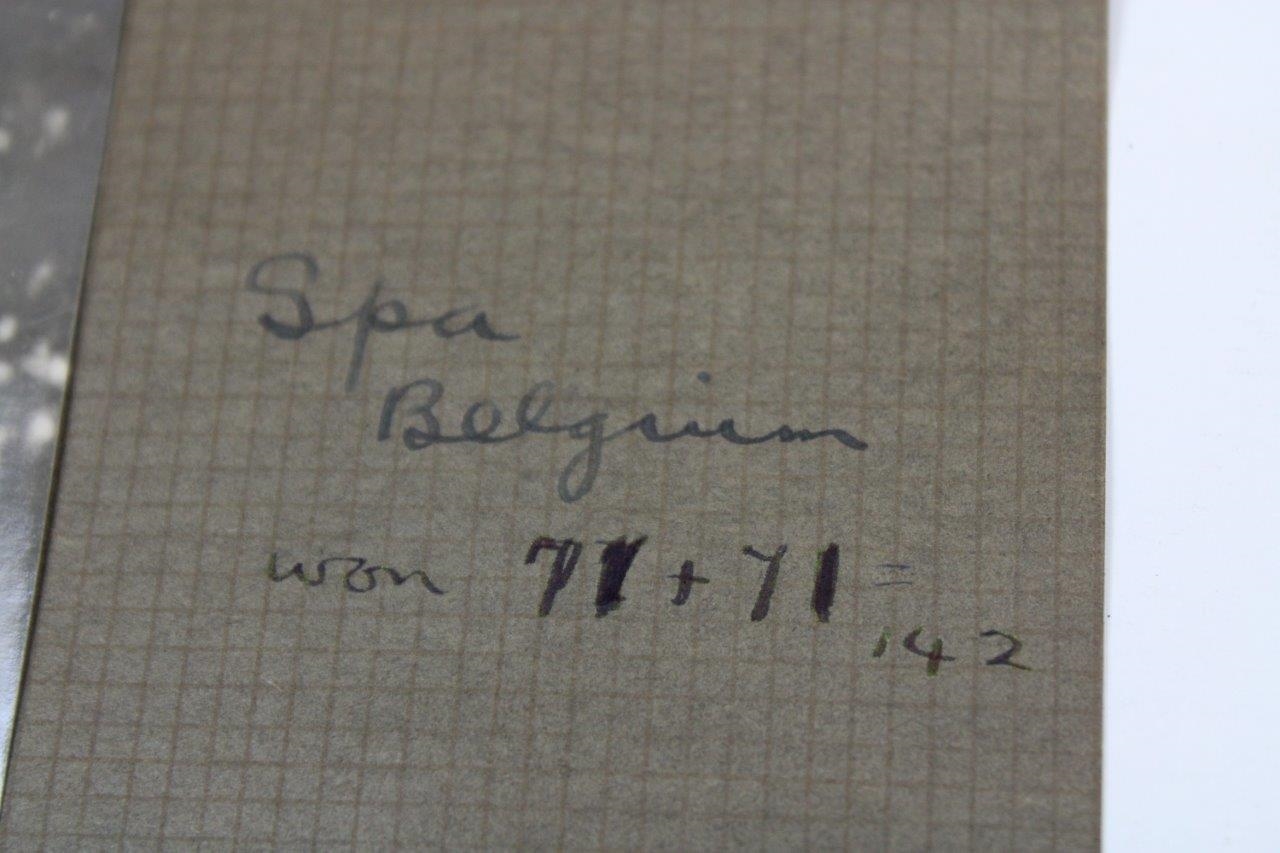 Spa
Belgium
won 71 + 71 =
142